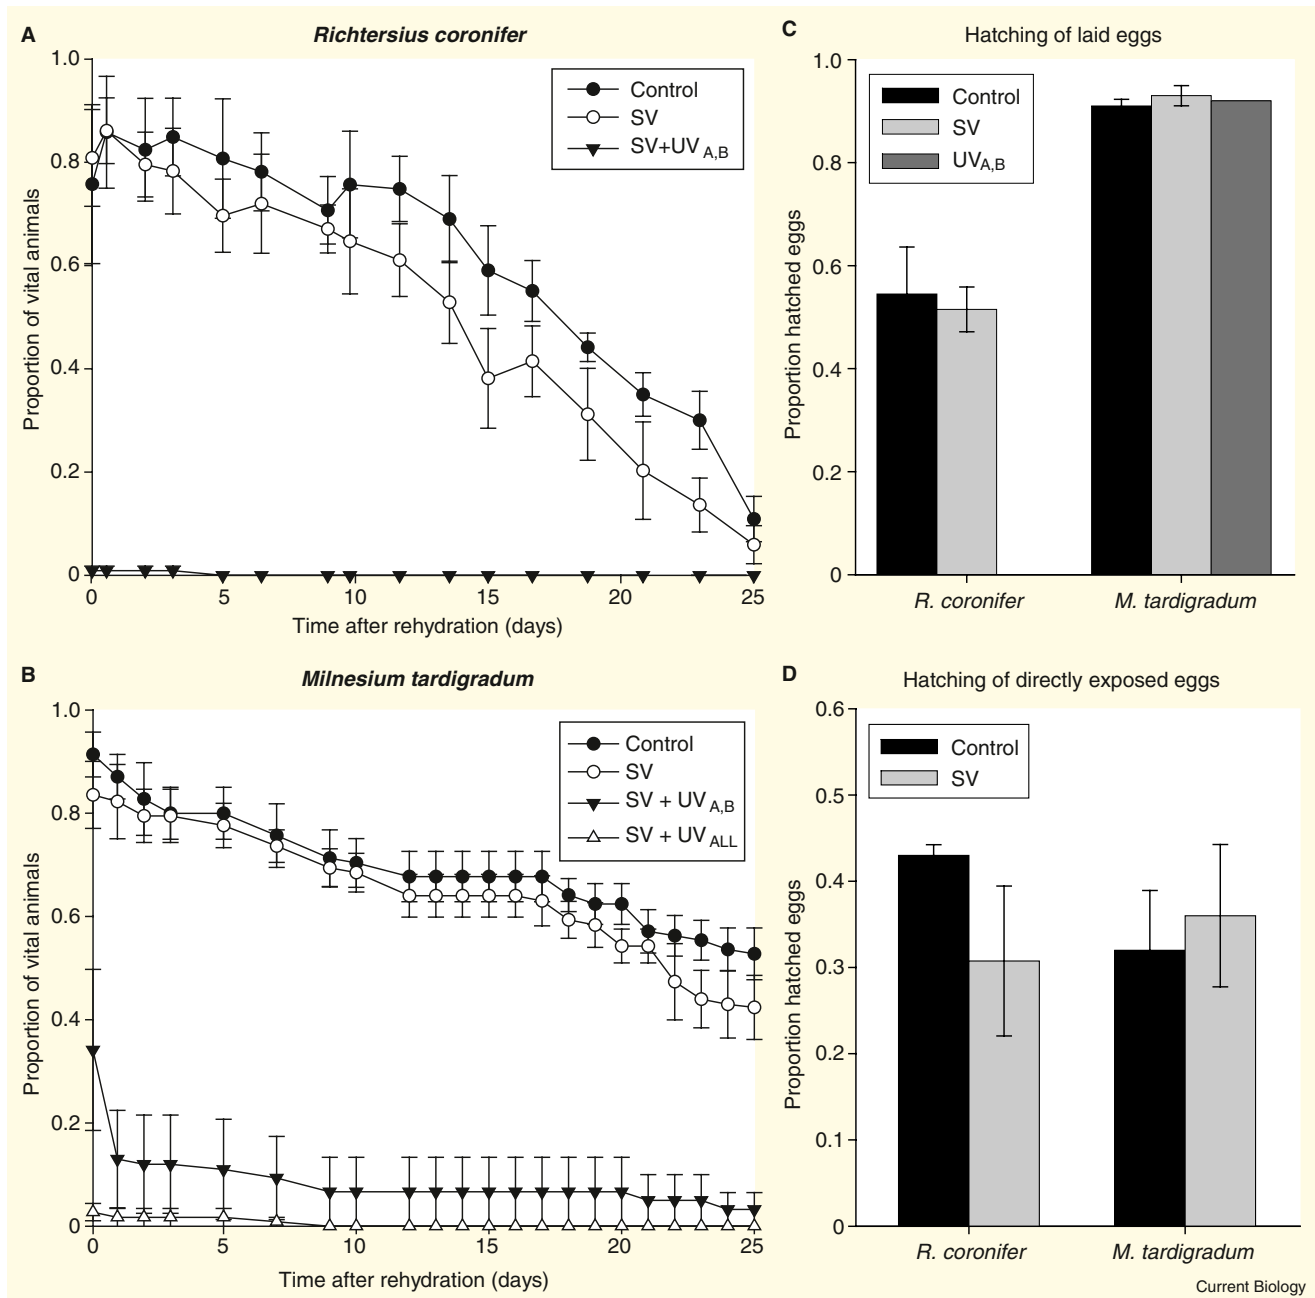 A
Richtersius coronifer
Control
SV
SV+UV A,B
Proportion of vital animals
1.0
0.8
0.6
0.4
0.2
0
0 5 10 15 20 25
Time after rehydration (days)
C
Hatching of laid eggs
Control
SV
UVA,B
Proportion hatched eggs
1.0
0.8
0.6
0.4
0.2
0
R. coronifer M. tardigradum
B
Milnesium tardigradum
Control
SV
SV + UV A,B
SV + UV ALL
Proportion of vital animals
1.0
0.8
0.6
0.4
0.2
0
0 5 10 15 20 25
Time after rehydration (days)
D
Hatching of directly exposed eggs
Control
SV
Proportion hatched eggs
0.6
0.5
0.4
0.3
0.2
0.1
0
R. coronifer M. tardigradum
Current Biology